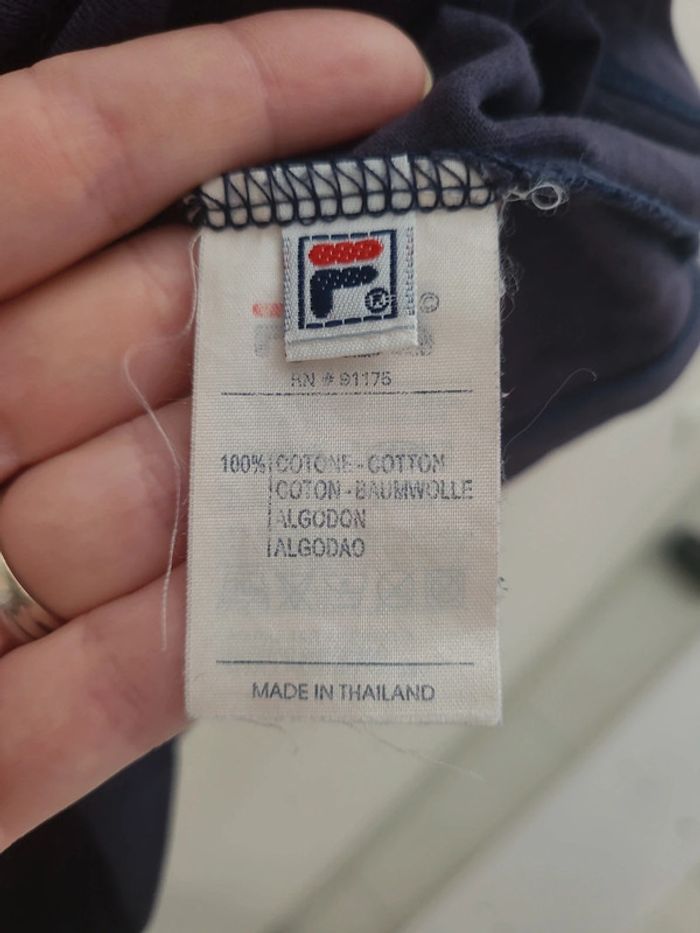 F ®
©
RN # 91175
100% COTONE - COTTON
COTON - BAUMWOLLE
ALGODON
ALGODAO
MADE IN THAILAND